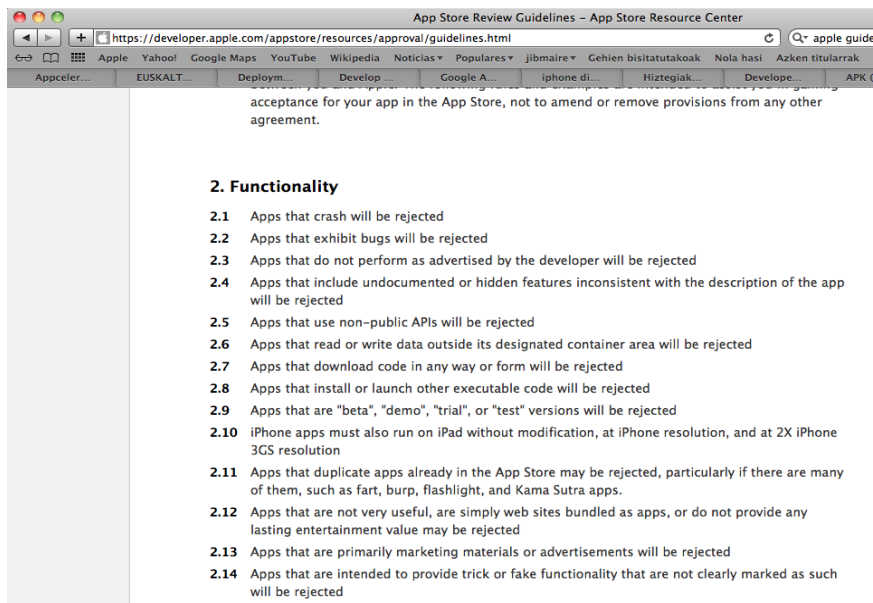 App Store Review Guidelines – App Store Resource Center
https://developer.apple.com/appstore/resources/approval/guidelines.html
apple guide
Apple Yahoo! Google Maps YouTube Wikipedia Noticias Populares jibmaire Gehien bisitatutakoak Nola hasi Azken titularrak
Appceler... EUSKALT... Deploym... Develop ... Google A... iphone di... Hiztegiak... Develope... APK (
acceptance for your app in the App Store, not to amend or remove provisions from any other
agreement.
2. Functionality
2.1 Apps that crash will be rejected
2.2 Apps that exhibit bugs will be rejected
2.3 Apps that do not perform as advertised by the developer will be rejected
2.4 Apps that include undocumented or hidden features inconsistent with the description of the app
will be rejected
2.5 Apps that use non-public APIs will be rejected
2.6 Apps that read or write data outside its designated container area will be rejected
2.7 Apps that download code in any way or form will be rejected
2.8 Apps that install or launch other executable code will be rejected
2.9 Apps that are "beta", "demo", "trial", or "test" versions will be rejected
2.10 iPhone apps must also run on iPad without modification, at iPhone resolution, and at 2X iPhone
3GS resolution
2.11 Apps that duplicate apps already in the App Store may be rejected, particularly if there are many
of them, such as fart, burp, flashlight, and Kama Sutra apps.
2.12 Apps that are not very useful, are simply web sites bundled as apps, or do not provide any
lasting entertainment value may be rejected
2.13 Apps that are primarily marketing materials or advertisements will be rejected
2.14 Apps that are intended to provide trick or fake functionality that are not clearly marked as such
will be rejected